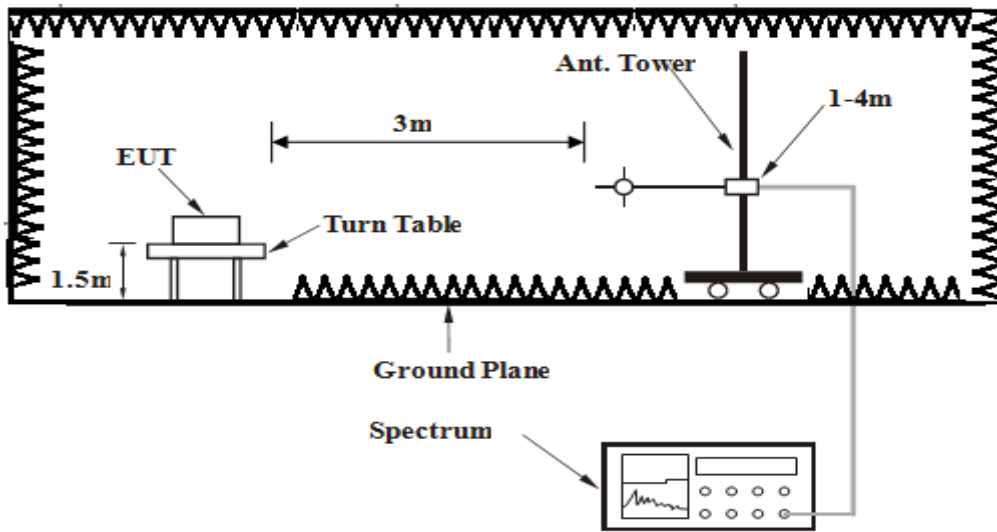 Ant. Tower
1-4m
3m
EUT
Turn Table
1.5m
Ground Plane
Spectrum